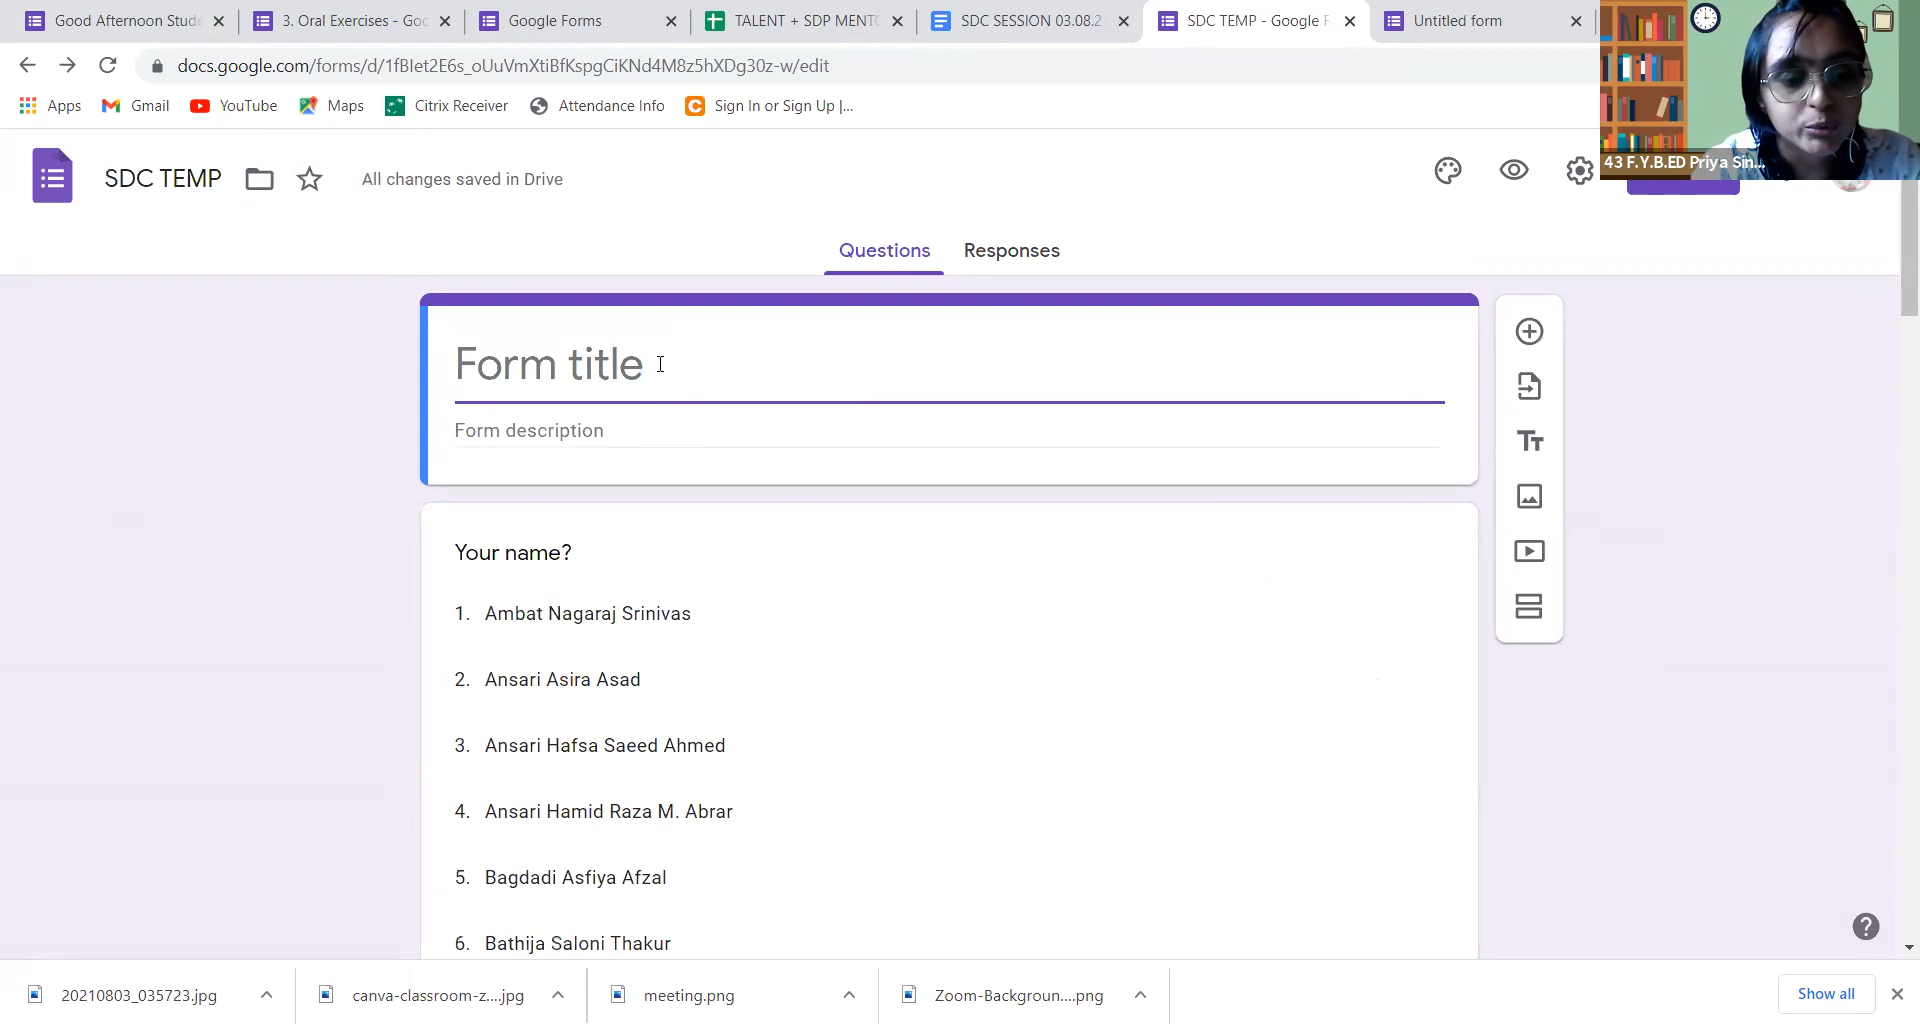 Good Afternoon Stud
3. Oral Exercises - Go
Google Forms
TALENT + SDP MENT
SDC SESSION 03.08.2
SDC TEMP - Google F
Untitled form
docs.google.com/forms/d/1fBIet2E6s_oUuVmXtiBfKspgCiKNd4M8z5hXDg30z-w/edit
Apps
Gmail
YouTube
Maps
Citrix Receiver
Attendance Info
Sign In or Sign Up |...
43 F.Y.B.ED Priya Sin...
SDC TEMP
All changes saved in Drive
Questions
Responses
Form title
Form description
Your name?
1. Ambat Nagaraj Srinivas
2. Ansari Asira Asad
3. Ansari Hafsa Saeed Ahmed
4. Ansari Hamid Raza M. Abrar
5. Bagdadi Asfiya Afzal
6. Bathija Saloni Thakur
20210803_035723.jpg
canva-classroom-z....jpg
meeting.png
Zoom-Backgroun....png
Show all